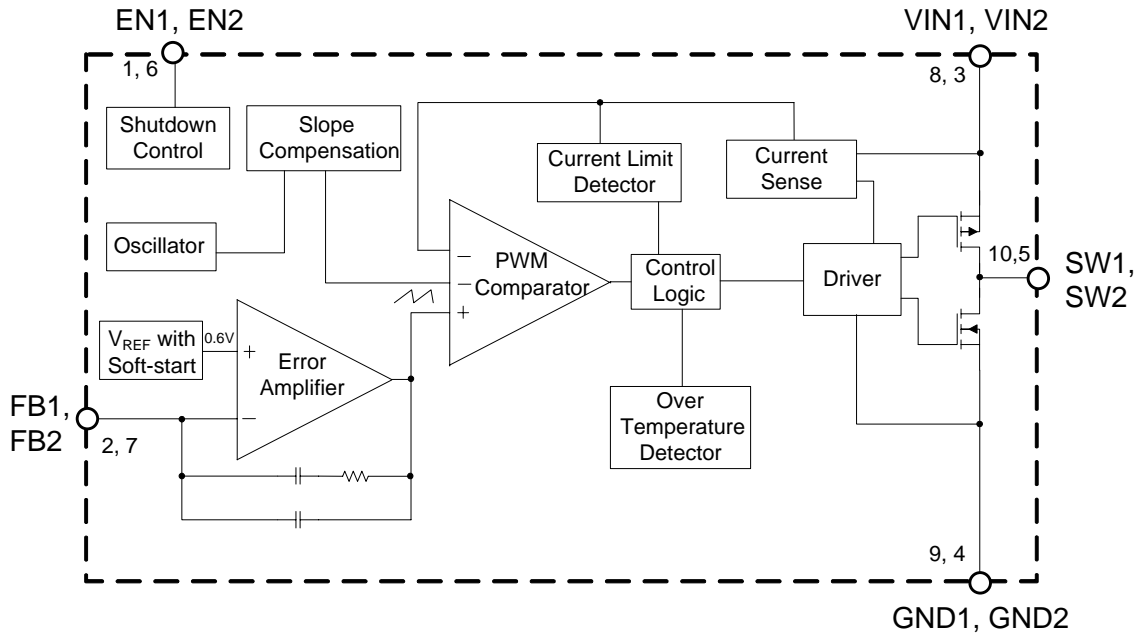 EN1, EN2
VIN1, VIN2
1, 6
8, 3
Shutdown
Control
Slope
Compensation
Current Limit
Detector
Current
Sense
Oscillator
PWM
Comparator
−
−
+
Control
Logic
Driver
10,5
SW1,
SW2
VREF with
Soft-start
0.6V
+
−
Error
Amplifier
FB1,
FB2
2, 7
Over
Temperature
Detector
9, 4
GND1, GND2